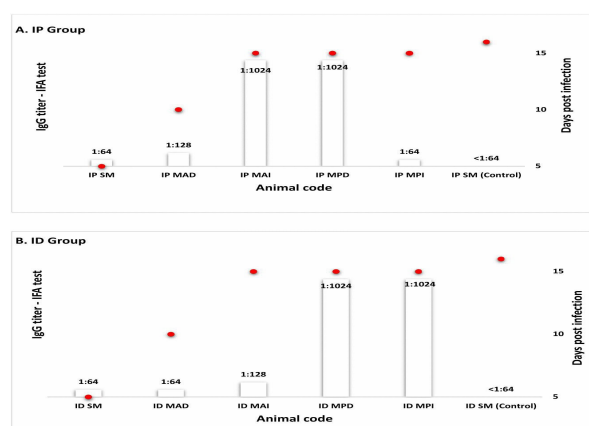 A. IP Group
IgG titer - IFA test
1:64
1:128
1:1024
1:1024
1:64
<1:64
15
10
5
Days post infection
IP SM
IP MAD
IP MAI
IP MPD
IP MPI
IP SM (Control)
Animal code
B. ID Group
IgG titer - IFA test
1:64
1:64
1:128
1:1024
1:1024
<1:64
15
10
5
Days post infection
ID SM
ID MAD
ID MAI
ID MPD
ID MPI
ID SM (Control)
Animal code